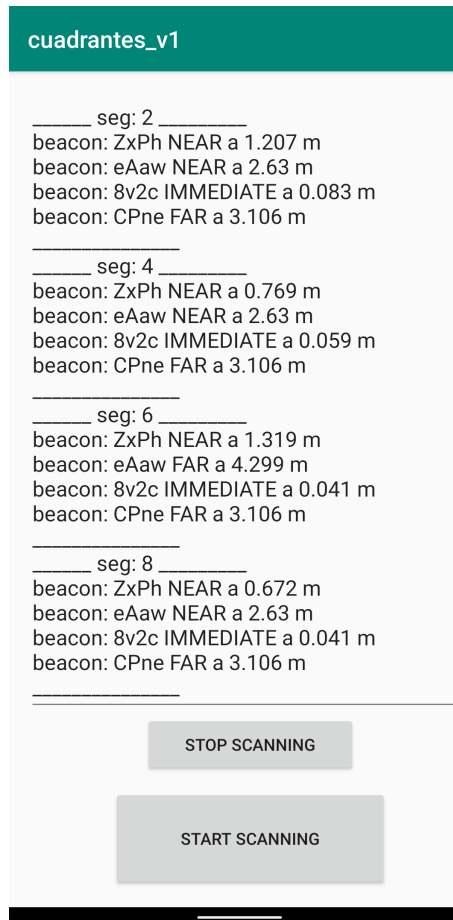 cuadrantes_v1
______ seg: 2 _________
beacon: ZxPh NEAR a 1.207 m
beacon: eAaw NEAR a 2.63 m
beacon: 8v2c IMMEDIATE a 0.083 m
beacon: CPne FAR a 3.106 m
_______________
______ seg: 4 _________
beacon: ZxPh NEAR a 0.769 m
beacon: eAaw NEAR a 2.63 m
beacon: 8v2c IMMEDIATE a 0.059 m
beacon: CPne FAR a 3.106 m
_______________
______ seg: 6 _________
beacon: ZxPh NEAR a 1.319 m
beacon: eAaw FAR a 4.299 m
beacon: 8v2c IMMEDIATE a 0.041 m
beacon: CPne FAR a 3.106 m
_______________
______ seg: 8 _________
beacon: ZxPh NEAR a 0.672 m
beacon: eAaw NEAR a 2.63 m
beacon: 8v2c IMMEDIATE a 0.041 m
beacon: CPne FAR a 3.106 m
_______________
STOP SCANNING
START SCANNING